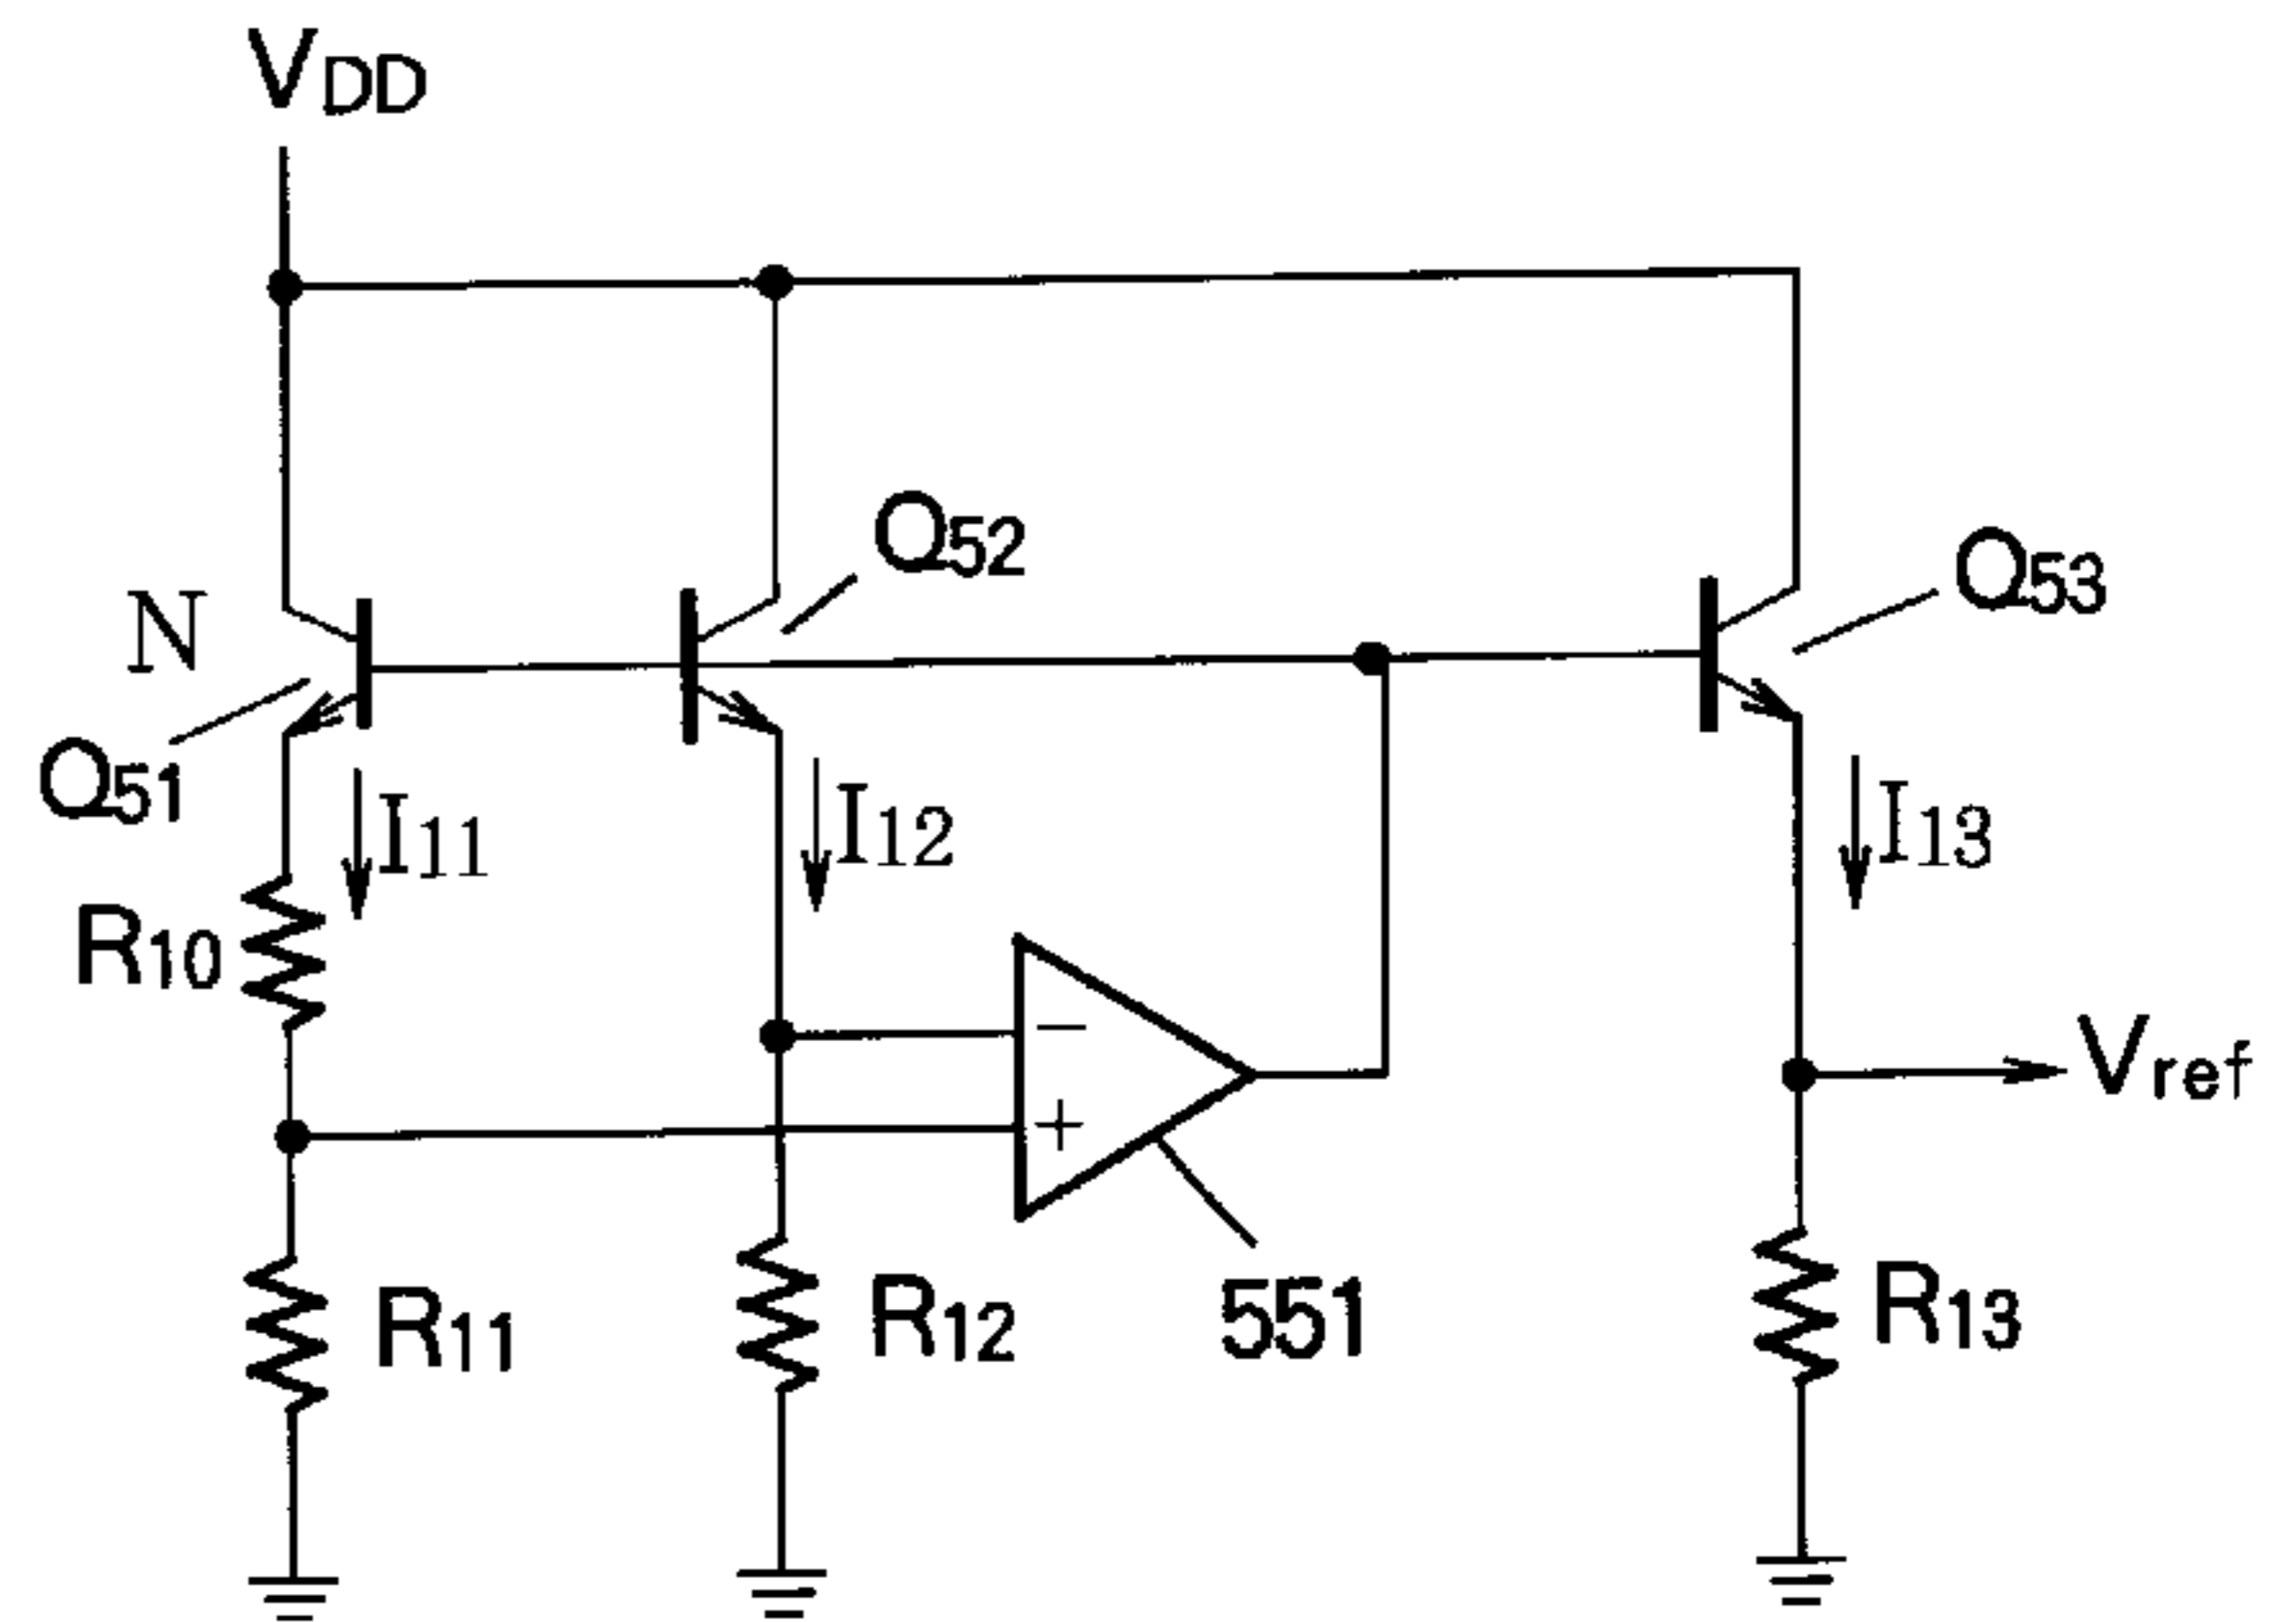 VDD
Q52
Q53
N
Q51
I11
I12
I13
R10
−
Vref
+
R11
R12
551
R13